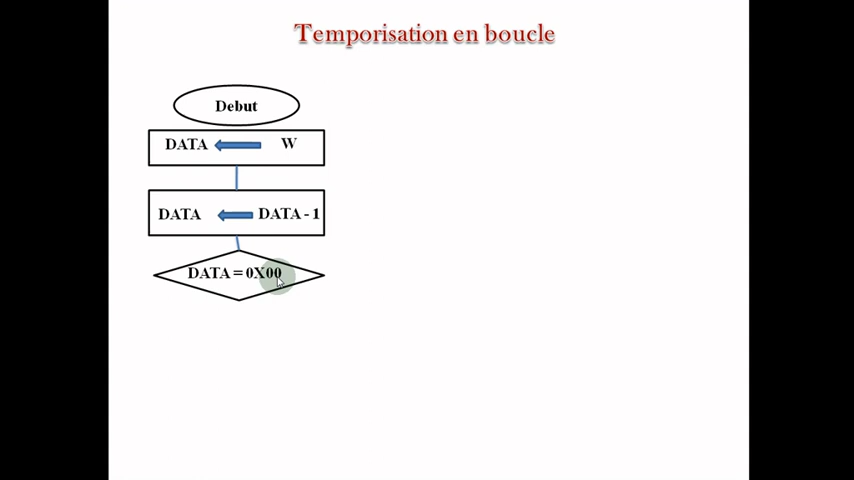 Temporisation en boucle
Debut
DATA W
DATA DATA - 1
DATA = 0X00